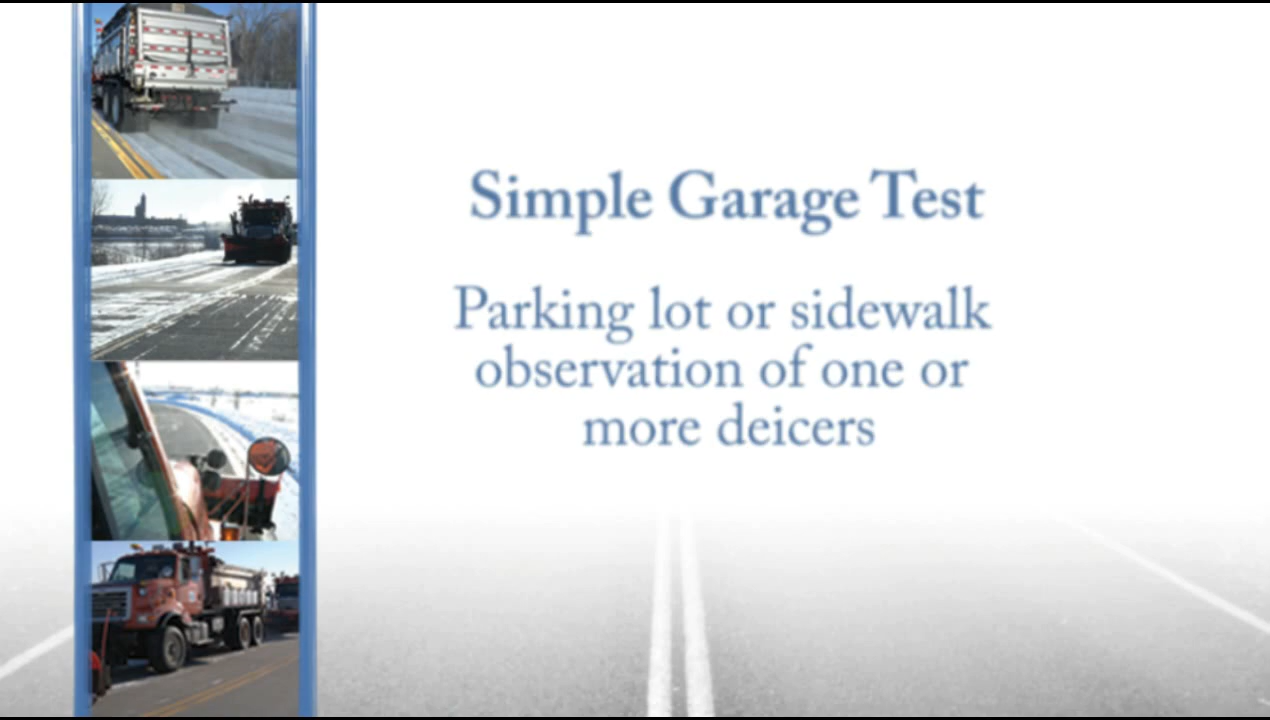 Simple Garage Test
Parking lot or sidewalk
observation of one or
more deicers